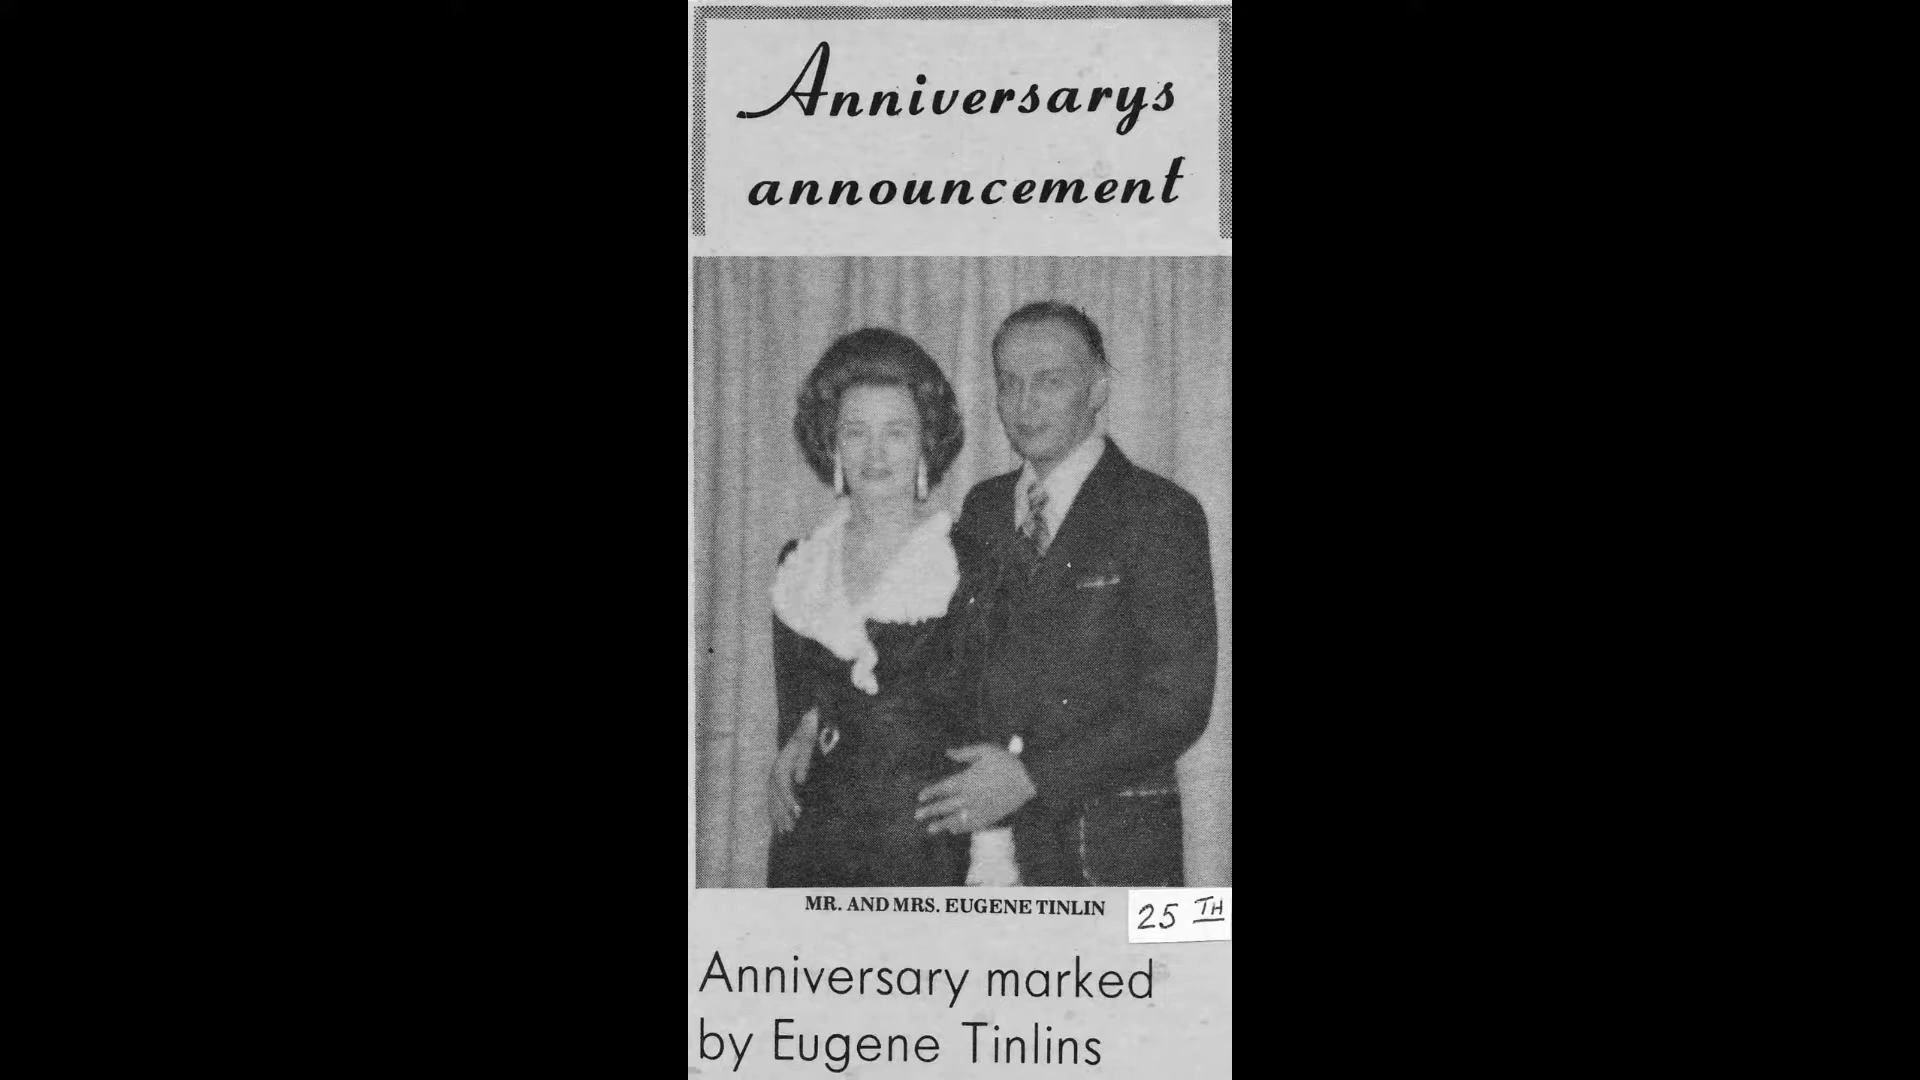 Anniversarys
announcement
MR. AND MRS. EUGENE TINLIN
25 TH
Anniversary marked
by Eugene Tinlins